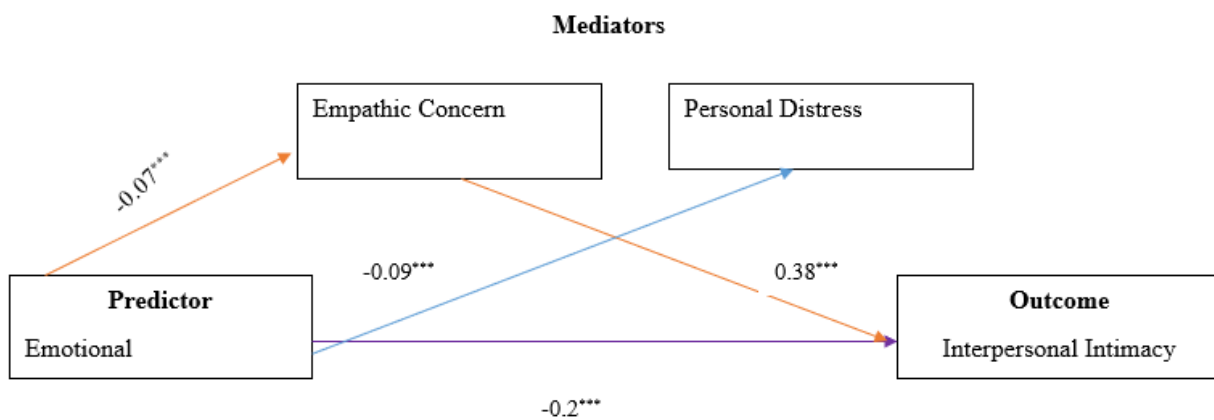 Mediators
Empathic Concern
Personal Distress
-0.07***
-0.09***
0.38***
Predictor
Emotional
Outcome
Interpersonal Intimacy
-0.2***